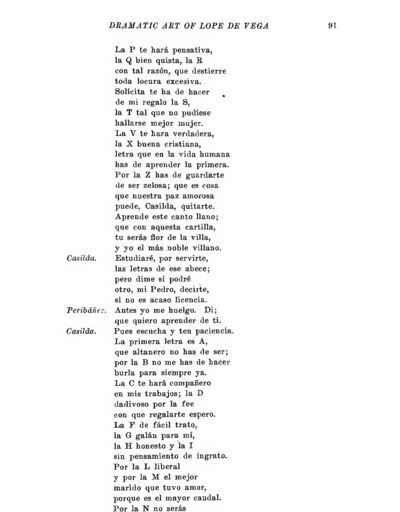 DRAMATIC ART OF LOPE DE VEGA 91
La P te hará pensativa,
la Q bien quista, la R
con tal razón, que destierre
toda locura excesiva.
Solícita te ha de hacer
de mi regalo la S,
la T tal que no pudiese
hallarse mejor mujer.
La V te hara verdadera,
la X buena cristiana,
letra que en la vida humana
has de aprender la primera.
Por la Z has de guardarte
de ser zelosa; que es cosa
que nuestra paz amorosa
puede, Casilda, quitarte.
Aprende este canto llano;
que con aquesta cartilla,
tu serás flor de la villa,
y yo el más noble villano.
Casilda. Estudiaré, por servirte,
las letras de ese abece;
pero dime si podré
otro, mi Pedro, decirte,
si no es acaso licencia.
Peribáñez. Antes yo me huelgo. Di;
que quiero aprender de ti.
Casilda. Pues escucha y ten paciencia.
La primera letra es A,
que altanero no has de ser;
por la B no me has de hacer
burla para siempre ya.
La C te hará compañero
en mis trabajos; la D
dadivoso por la fee
con que regalarte espero.
La F de fácil trato,
la G galán para mí,
la H honesto y la I
sin pensamiento de ingrato.
Por la L liberal
y por la M el mejor
marido que tuvo amor,
porque es el mayor caudal.
Por la N no serás